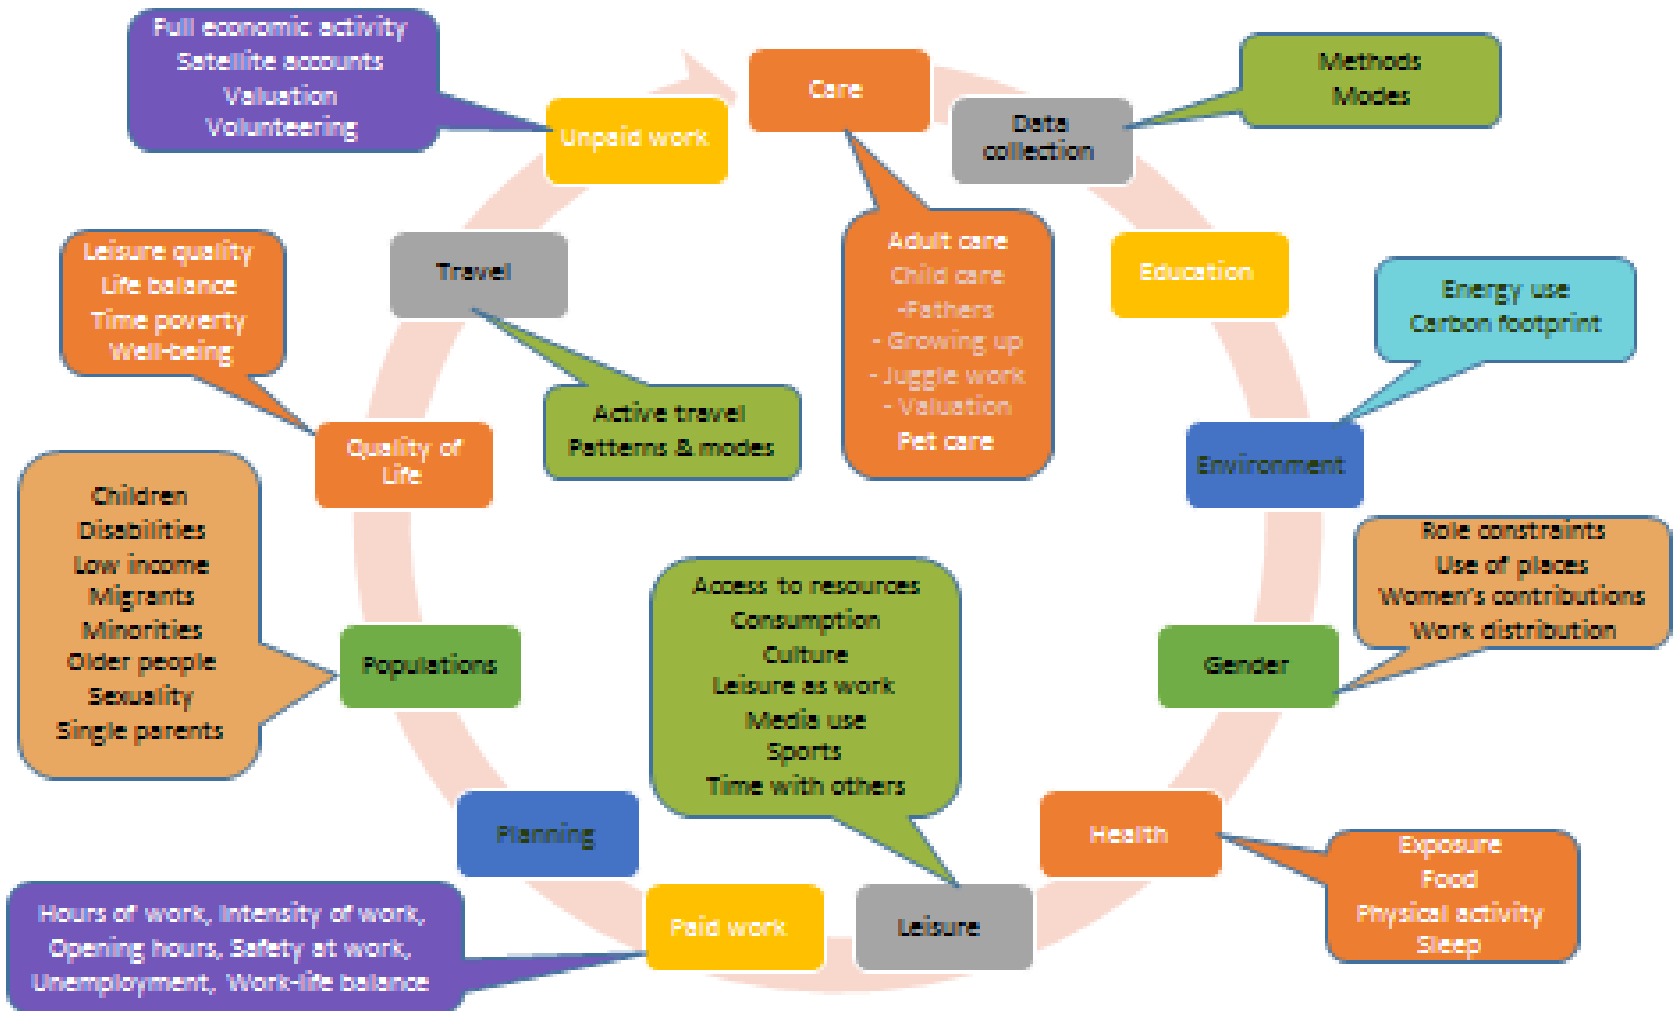 Full economic activity
Satellite accounts
Valuation
Volunteering
Unpaid work
Care
Data
collection
Methods
Modes
Adult care
Child care
-Fathers
- Growing up
- Juggle work
- Valuation
Pet care
Education
Energy use
Carbon footprint
Environment
Role constraints
Use of places
Women's contributions
Work distribution
Gender
Health
Exposure
Food
Physical activity
Sleep
Access to resources
Consumption
Culture
Leisure as work
Media use
Sports
Time with others
Leisure
Paid work
Hours of work, Intensity of work,
Opening hours, Safety at work,
Unemployment, Work-life balance
Planning
Populations
Children
Disabilities
Low income
Migrants
Minorities
Older people
Sexuality
Single parents
Quality of
Life
Leisure quality
Life balance
Time poverty
Well-being
Travel
Active travel
Patterns & modes